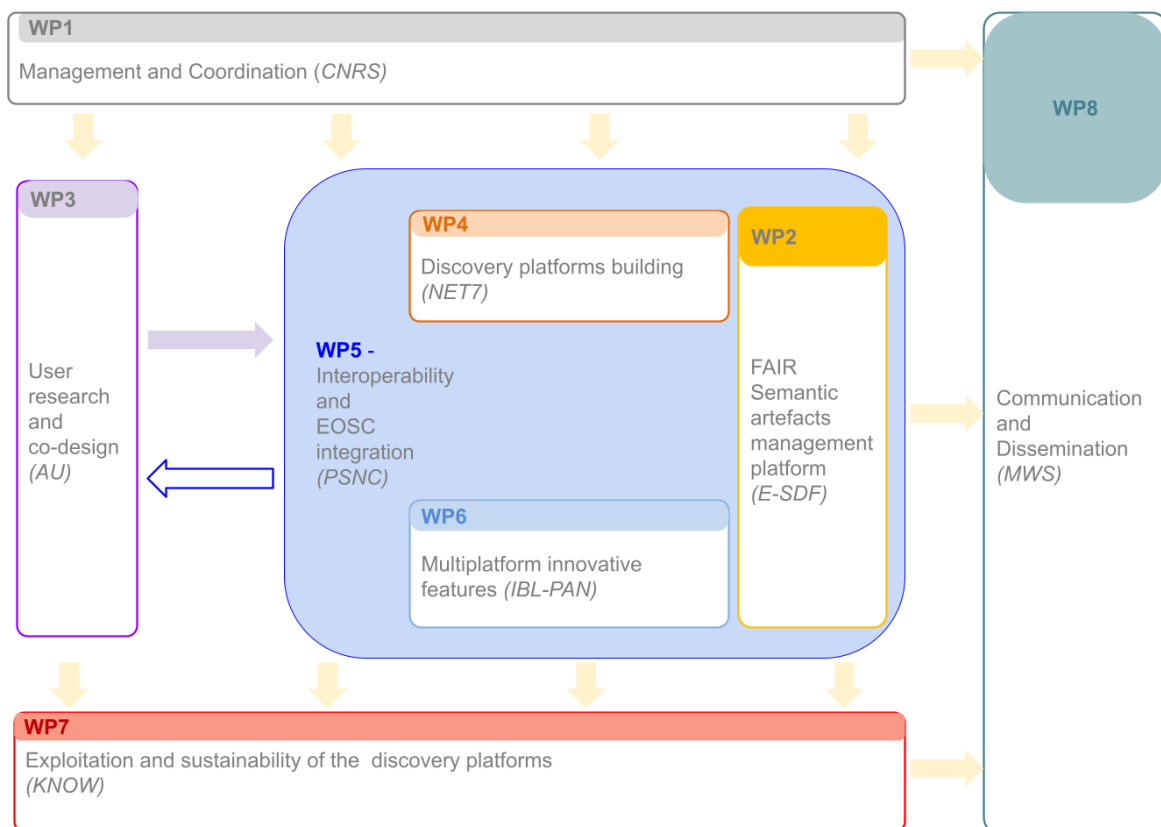 WP1
Management and Coordination (CNRS)
WP8
Communication
and
Dissemination
(MWS)
WP3
User
research
and
co-design
(AU)
WP5 -
Interoperability
and
EOSC
integration
(PSNC)
WP4
Discovery platforms building
(NET7)
WP2
FAIR
Semantic
artefacts
management
platform
(E-SDF)
WP6
Multiplatform innovative
features (IBL-PAN)
WP7
Exploitation and sustainability of the  discovery platforms
(KNOW)